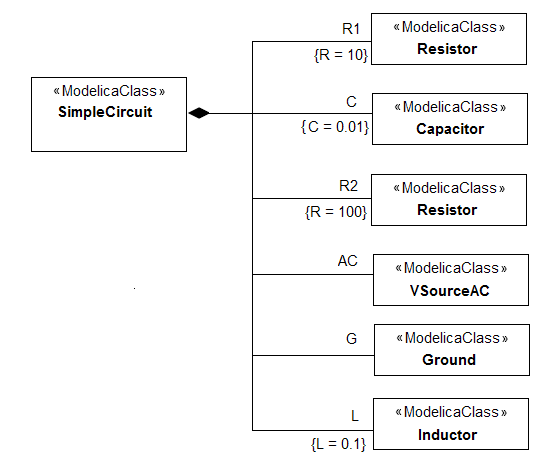 R1
«ModelicaClass»
Resistor
{R = 10}
«ModelicaClass»
SimpleCircuit
C
«ModelicaClass»
Capacitor
{C = 0.01}
R2
«ModelicaClass»
Resistor
{R = 100}
AC
«ModelicaClass»
VSourceAC
G
«ModelicaClass»
Ground
L
«ModelicaClass»
Inductor
{L = 0.1}